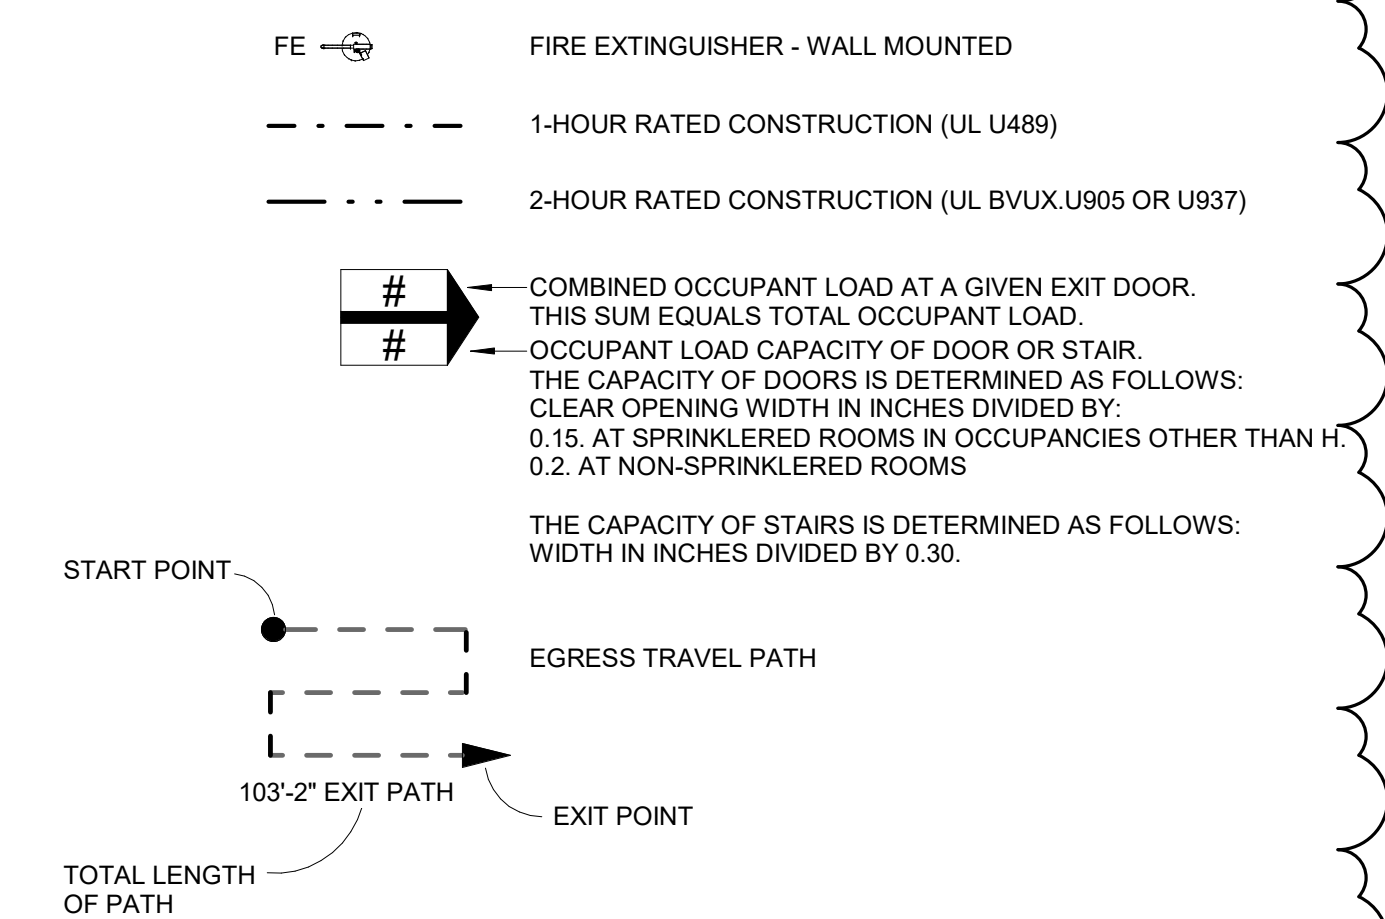 FE
FIRE EXTINGUISHER - WALL MOUNTED
1-HOUR RATED CONSTRUCTION (UL U489)
2-HOUR RATED CONSTRUCTION (UL BVUX.U905 OR U937)
#
COMBINED OCCUPANT LOAD AT A GIVEN EXIT DOOR.
THIS SUM EQUALS TOTAL OCCUPANT LOAD.
#
OCCUPANT LOAD CAPACITY OF DOOR OR STAIR.
THE CAPACITY OF DOORS IS DETERMINED AS FOLLOWS:
CLEAR OPENING WIDTH IN INCHES DIVIDED BY:
0.15. AT SPRINKLERED ROOMS IN OCCUPANCIES OTHER THAN H.
0.2. AT NON-SPRINKLERED ROOMS
THE CAPACITY OF STAIRS IS DETERMINED AS FOLLOWS:
WIDTH IN INCHES DIVIDED BY 0.30.
START POINT
EGRESS TRAVEL PATH
103'-2" EXIT PATH
EXIT POINT
TOTAL LENGTH
OF PATH